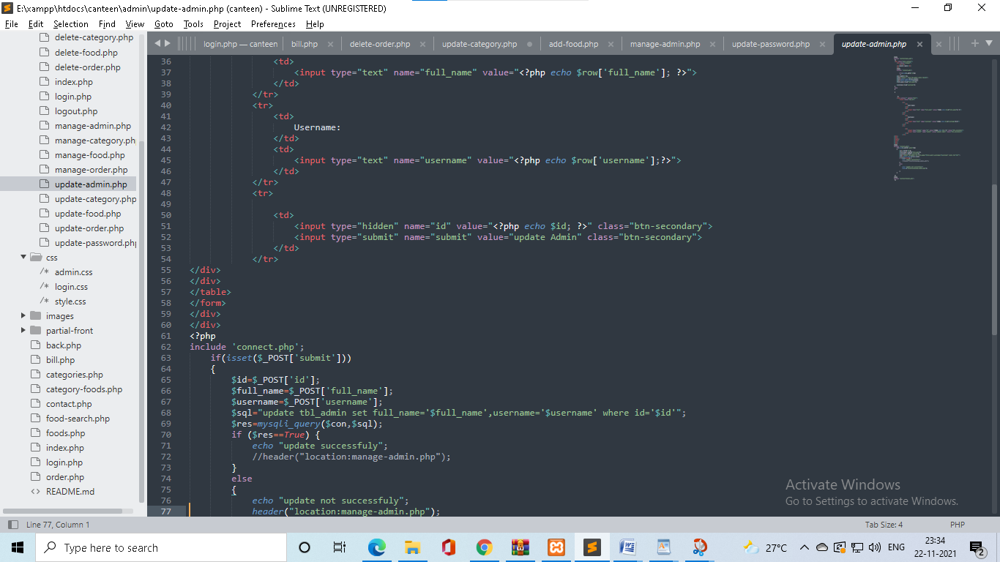 E:\xampp\htdocs\canteen\admin\update-admin.php (canteen) - Sublime Text (UNREGISTERED)
File Edit Selection Find View Goto Tools Project Preferences Help
delete-category.php
delete-food.php
delete-order.php
index.php
login.php
logout.php
manage-admin.php
manage-category.ph
manage-food.php
manage-order.php
update-admin.php
update-category.php
update-food.php
update-order.php
update-password.php
css
admin.css
login.css
style.css
images
partial-front
back.php
bill.php
categories.php
category-foods.php
contact.php
food-search.php
foods.php
index.php
login.php
order.php
README.md
login.php — canteen bill.php delete-order.php update-category.php add-food.php manage-admin.php update-password.php update-admin.php
36 <td>
37 <input type="text" name="full_name" value="<?php echo $row['full_name']; ?>">
38 </td>
39 </tr>
40 <tr>
41 <td>
42 Username:
43 </td>
44 <td>
45 <input type="text" name="username" value="<?php echo $row['username'];?>">
46 </td>
47 </tr>
48 <tr>
49
50 <td>
51 <input type="hidden" name="id" value="<?php echo $id; ?>" class="btn-secondary">
52 <input type="submit" name="submit" value="update Admin" class="btn-secondary">
53 </td>
54 </tr>
55 </div>
56 </div>
57 </table>
58 </form>
59 </div>
60 </div>
61 <?php
62 include 'connect.php';
63 if(isset($_POST['submit']))
64 {
65 $id=$_POST['id'];
66 $full_name=$_POST['full_name'];
67 $username=$_POST['username'];
68 $sql="update tbl_admin set full_name='$full_name',username='$username' where id='$id'";
69 $res=mysqli_query($con,$sql);
70 if ($res==True) {
71 echo "update successfuly";
72 //header("location:manage-admin.php");
73 }
74 else
75 {
76 echo "update not successfuly";
77 header("location:manage-admin.php");
Activate Windows
Go to Settings to activate Windows.
Line 77, Column 1 Tab Size: 4 PHP
Type here to search
27°C ENG 23:34
22-11-2021
2